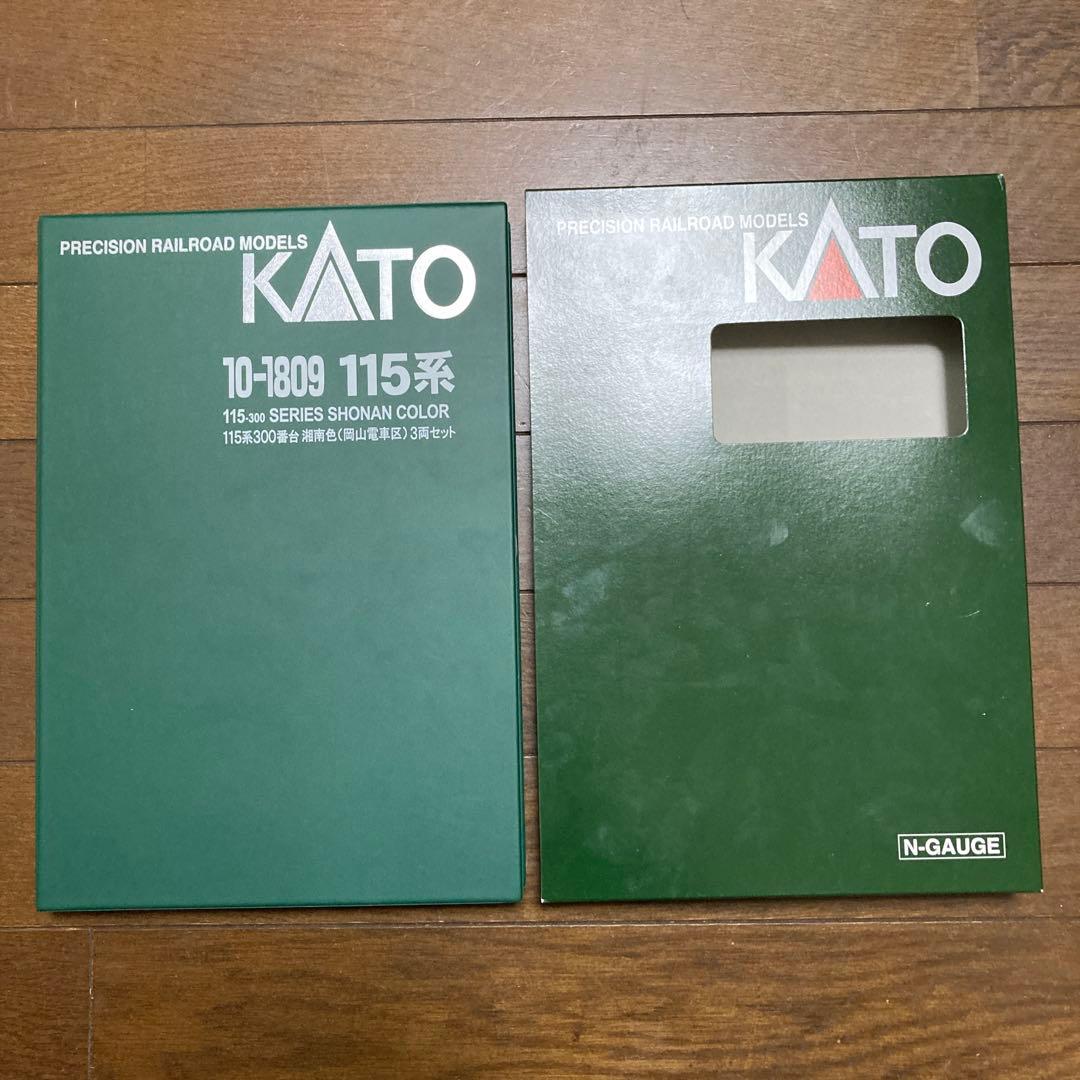 PRECISION RAILROAD MODELS
KATO
10-1809 115系
115-300 SERIES SHONAN COLOR
115系300番台 湘南色(岡山電車区)3両セット
PRECISION RAILROAD MODELS
KATO
N-GAUGE